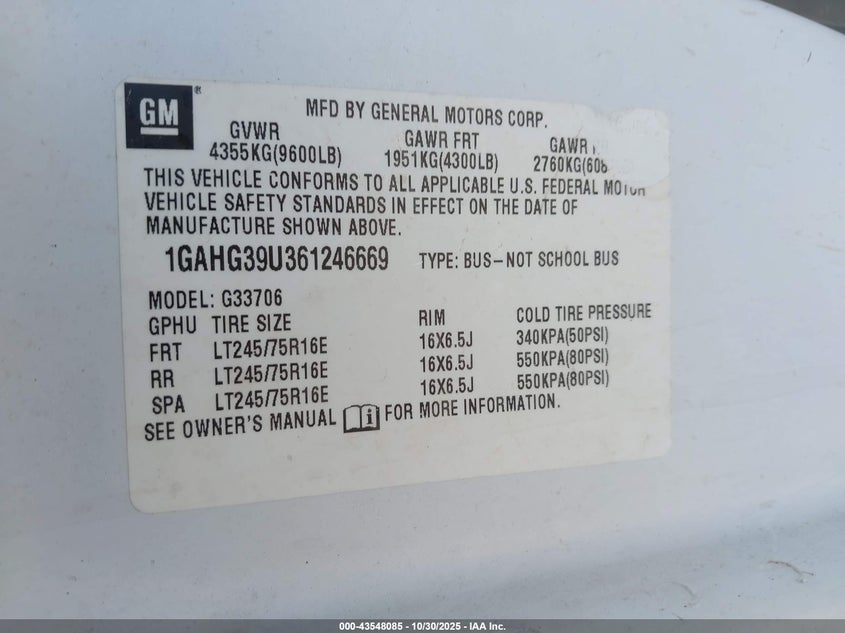 GM®
MFD BY GENERAL MOTORS CORP.
GVWR GAWR FRT GAWR
4355KG(9600LB) 1951KG(4300LB) 2760KG(608
THIS VEHICLE CONFORMS TO ALL APPLICABLE U.S. FEDERAL MOTOR
VEHICLE SAFETY STANDARDS IN EFFECT ON THE DATE OF
MANUFACTURE SHOWN ABOVE.
1GAHG39U361246669 TYPE: BUS-NOT SCHOOL BUS
MODEL: G33706
GPHU TIRE SIZE RIM COLD TIRE PRESSURE
FRT LT245/75R16E 16X6.5J 340KPA(50PSI)
RR LT245/75R16E 16X6.5J 550KPA(80PSI)
SPA LT245/75R16E 16X6.5J 550KPA(80PSI)
SEE OWNER'S MANUAL i FOR MORE INFORMATION.
000-43548085 - 10/30/2025 - IAA Inc.